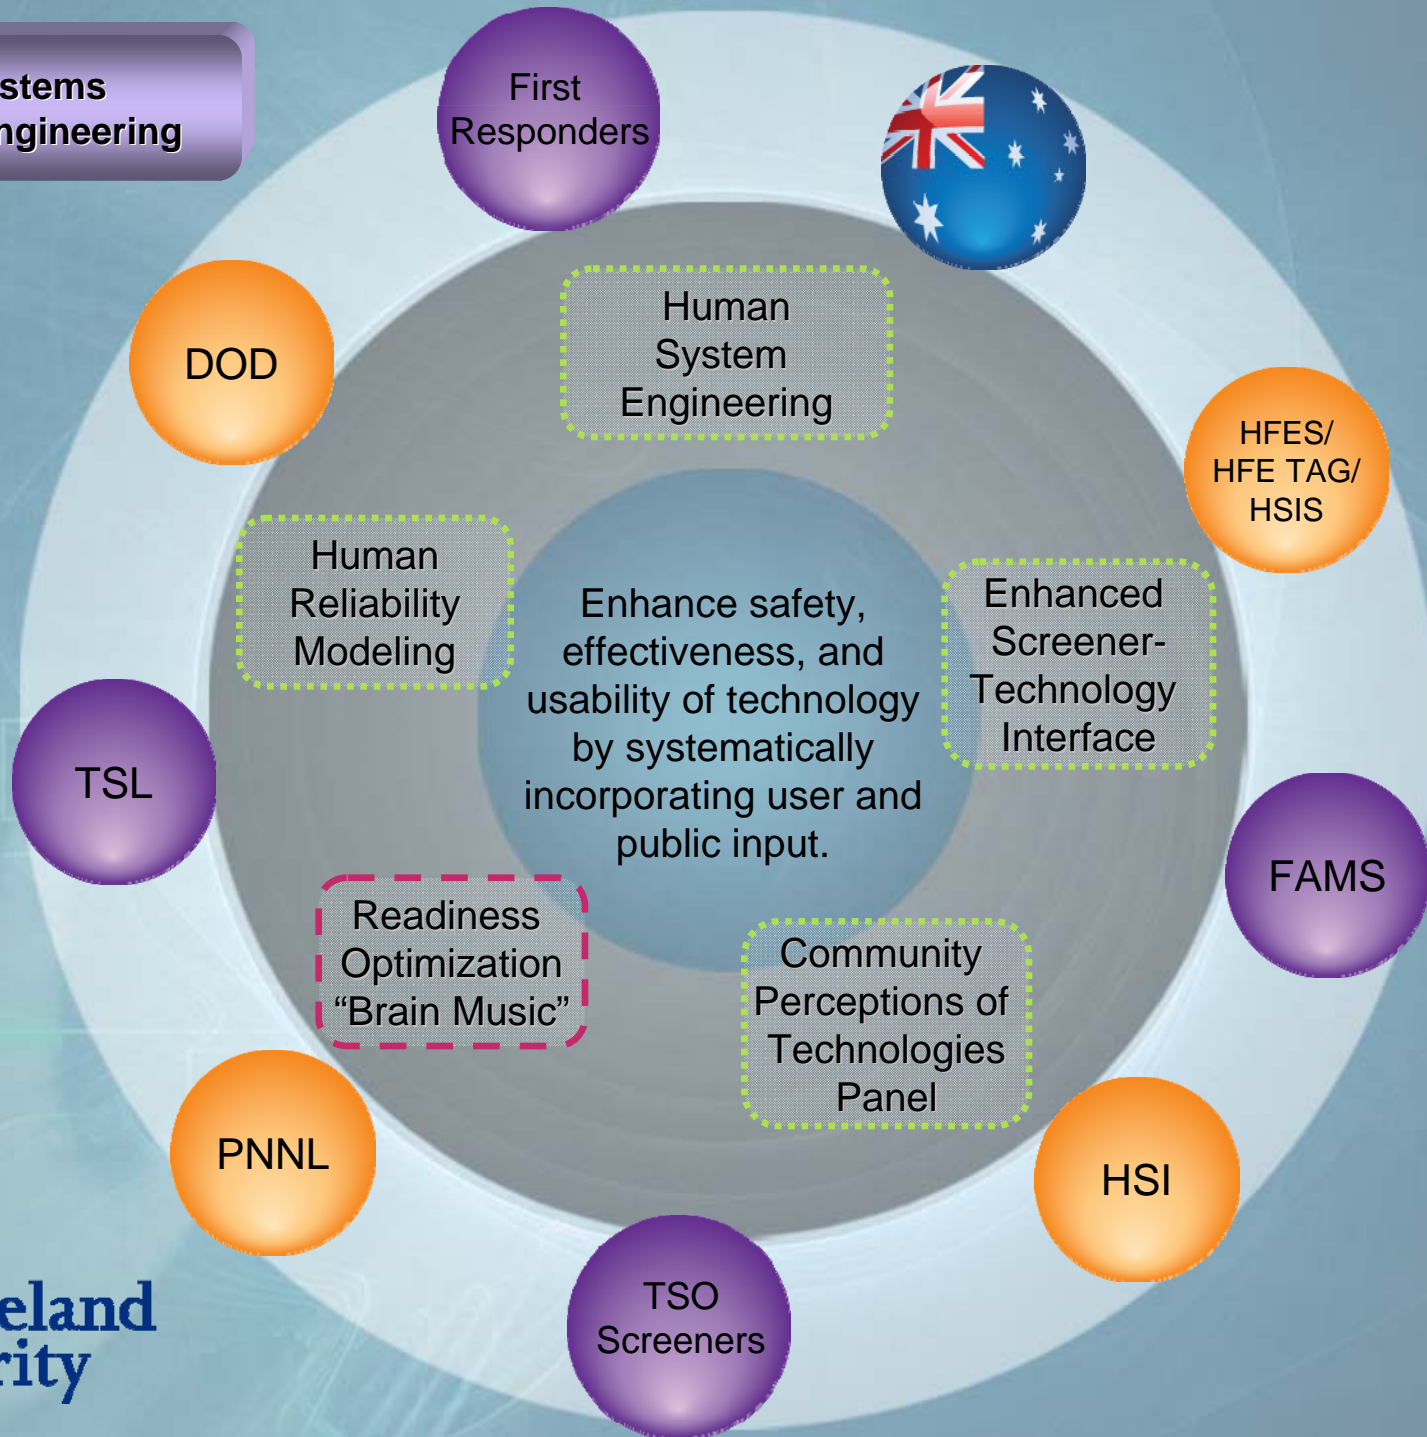 stems
ngineering
First
Responders
DOD
Human
System
Engineering
HFES/
HFE TAG/
HSIS
Human
Reliability
Modeling
Enhanced
Screener-
Technology
Interface
Enhance safety,
effectiveness, and
usability of technology
by systematically
incorporating user and
public input.
TSL
FAMS
Readiness
Optimization
“Brain Music”
Community
Perceptions of
Technologies
Panel
PNNL
HSI
TSO
Screeners
eland
rity